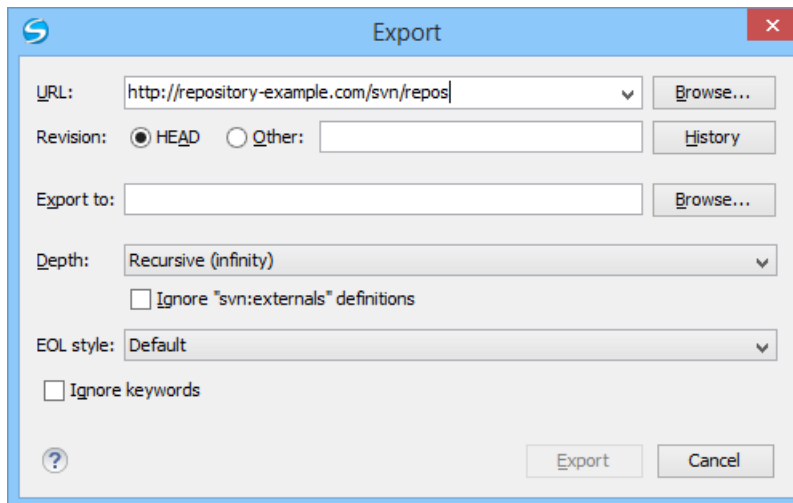 Export
URL: http://repository-example.com/svn/repos Browse...
Revision: HEAD Other: History
Export to: Browse...
Depth: Recursive (infinity)
Ignore "svn:externals" definitions
EOL style: Default
Ignore keywords
? Export Cancel